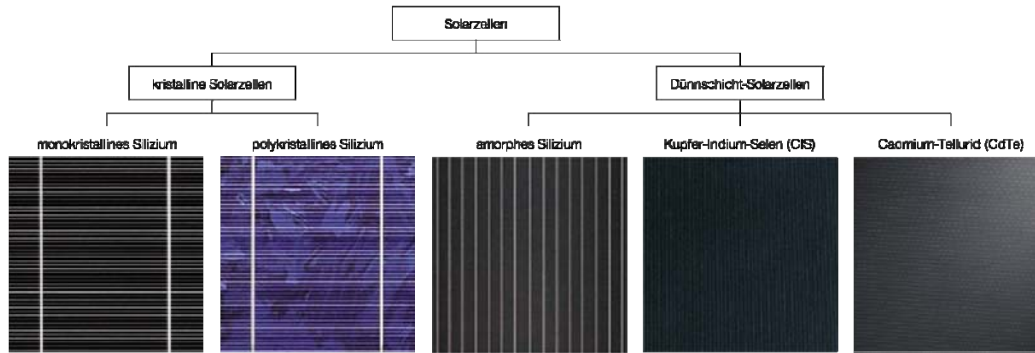 Solarzellen
kristalline Solarzellen
Dünnschicht-Solarzellen
monokristallines Silizium
polykristallines Silizium
amorphes Silizium
Kupfer-Indium-Selen (CIS)
Cadmium-Tellurid (CdTe)